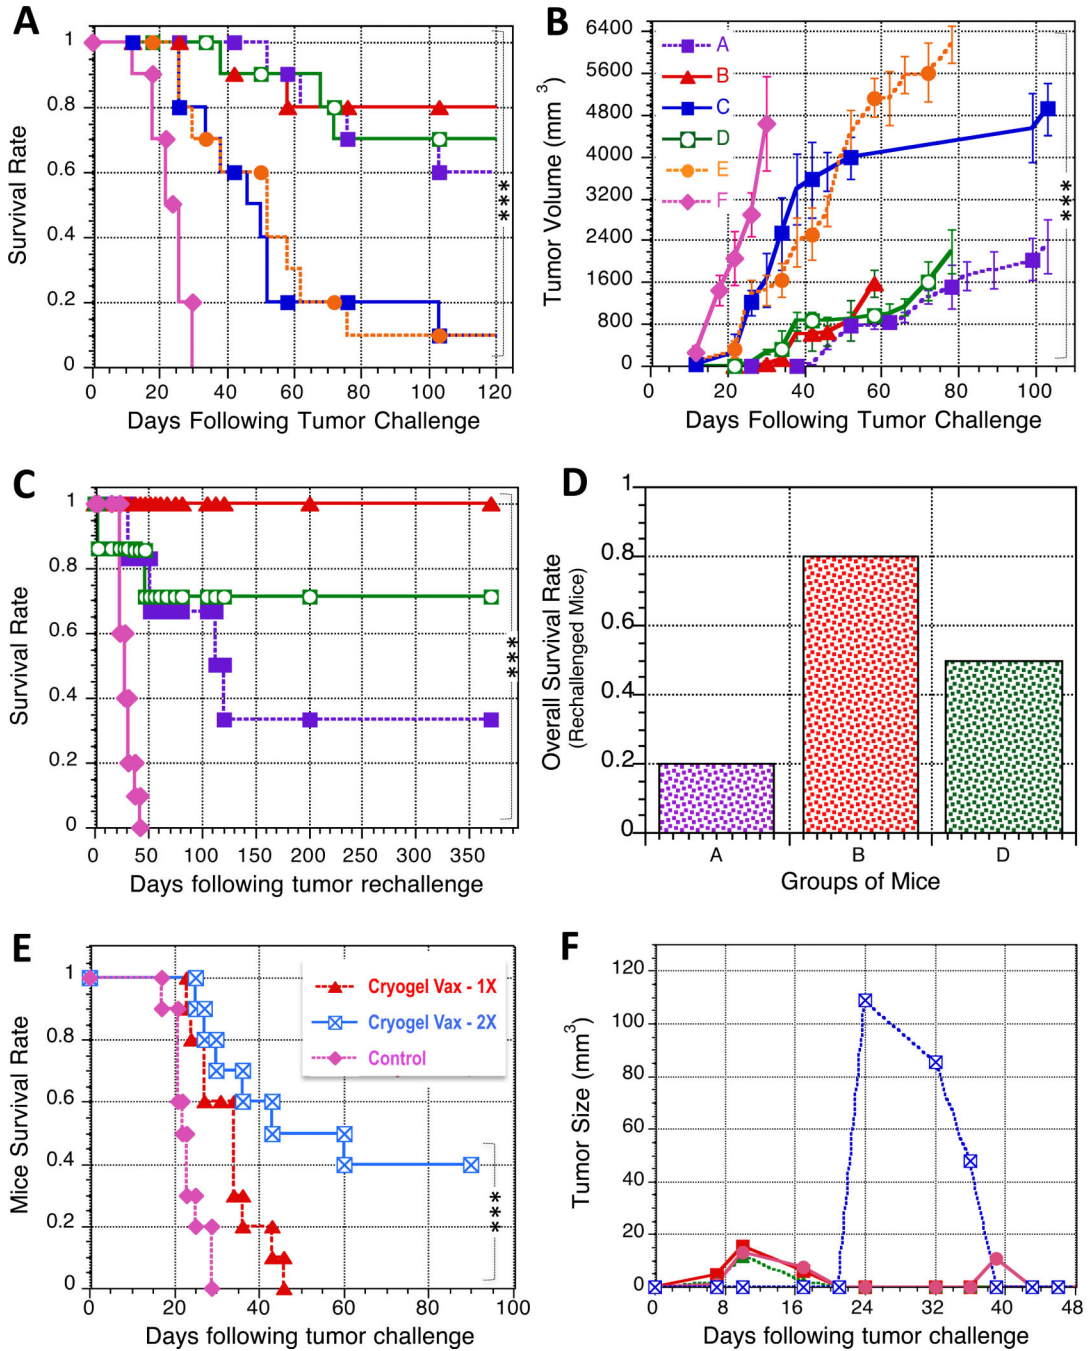 A
1
0.8
0.6
0.4
0.2
0
Survival Rate
0 20 40 60 80 100 120
Days Following Tumor Challenge
***
B
6400
5600
4800
4000
3200
2400
1600
800
0
Tumor Volume (mm³)
A
B
C
D
E
F
0 20 40 60 80 100
Days Following Tumor Challenge
***
C
1
0.8
0.6
0.4
0.2
0
Survival Rate
0 50 100 150 200 250 300 350
Days following tumor rechallenge
***
D
1
0.8
0.6
0.4
0.2
0
Overall Survival Rate
(Rechallenged Mice)
A B D
Groups of Mice
E
1
0.8
0.6
0.4
0.2
0
Mice Survival Rate
Cryogel Vax - 1X
Cryogel Vax - 2X
Control
0 20 40 60 80 100
Days following tumor challenge
***
F
120
100
80
60
40
20
0
Tumor Size (mm³)
0 8 16 24 32 40 48
Days following tumor challenge